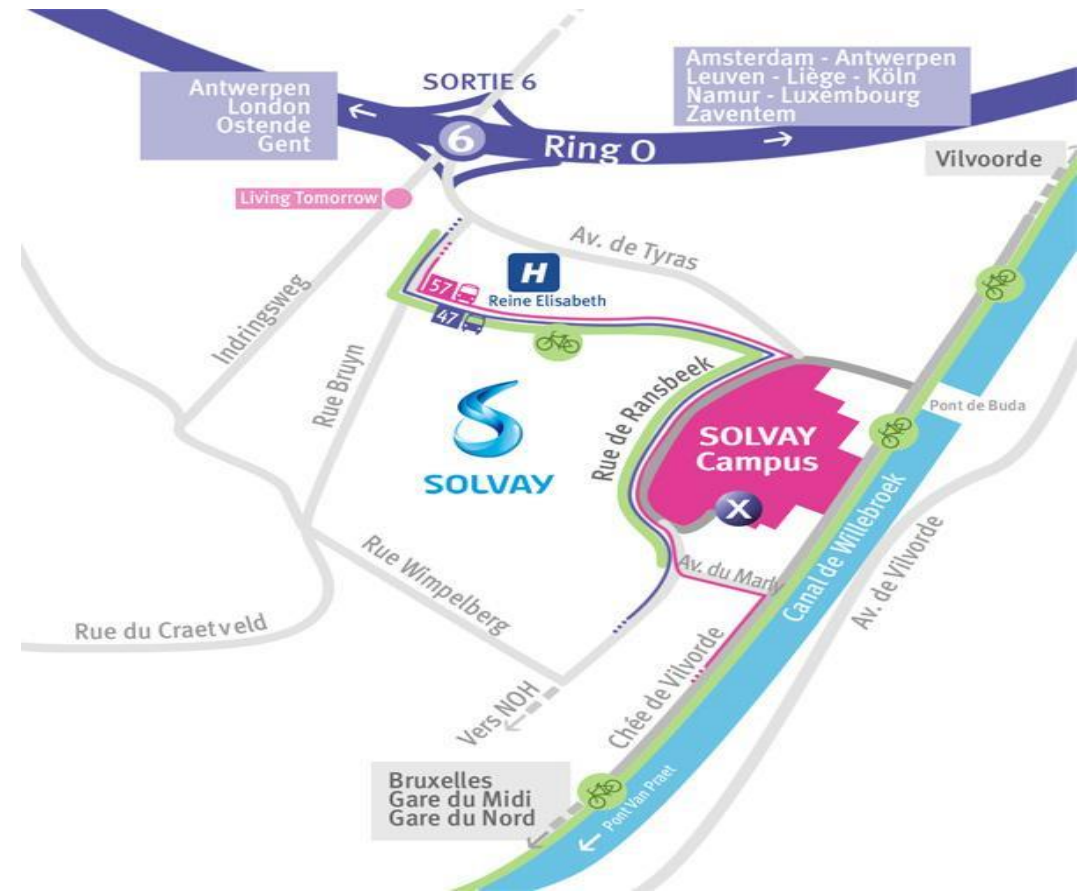 SORTIE 6
Antwerpen
London
Ostende
Gent
Amsterdam - Antwerpen
Leuven - Liège - Köln
Namur - Luxembourg
Zaventem
6
Ring O
Vilvoorde
Living Tomorrow
Av. de Tyras
H
Reine Elisabeth
57
47
Indringsweg
Rue Bruyn
Rue de Ransbeek
Pont de Buda
SOLVAY
Campus
X
SOLVAY
Canal de Willebroek
Av. de Vilvorde
Rue Wimpelberg
Av. du Marly
Rue du Craetveld
Chée de Vilvorde
Vers NOH
Bruxelles
Gare du Midi
Gare du Nord
Pont Van Praet